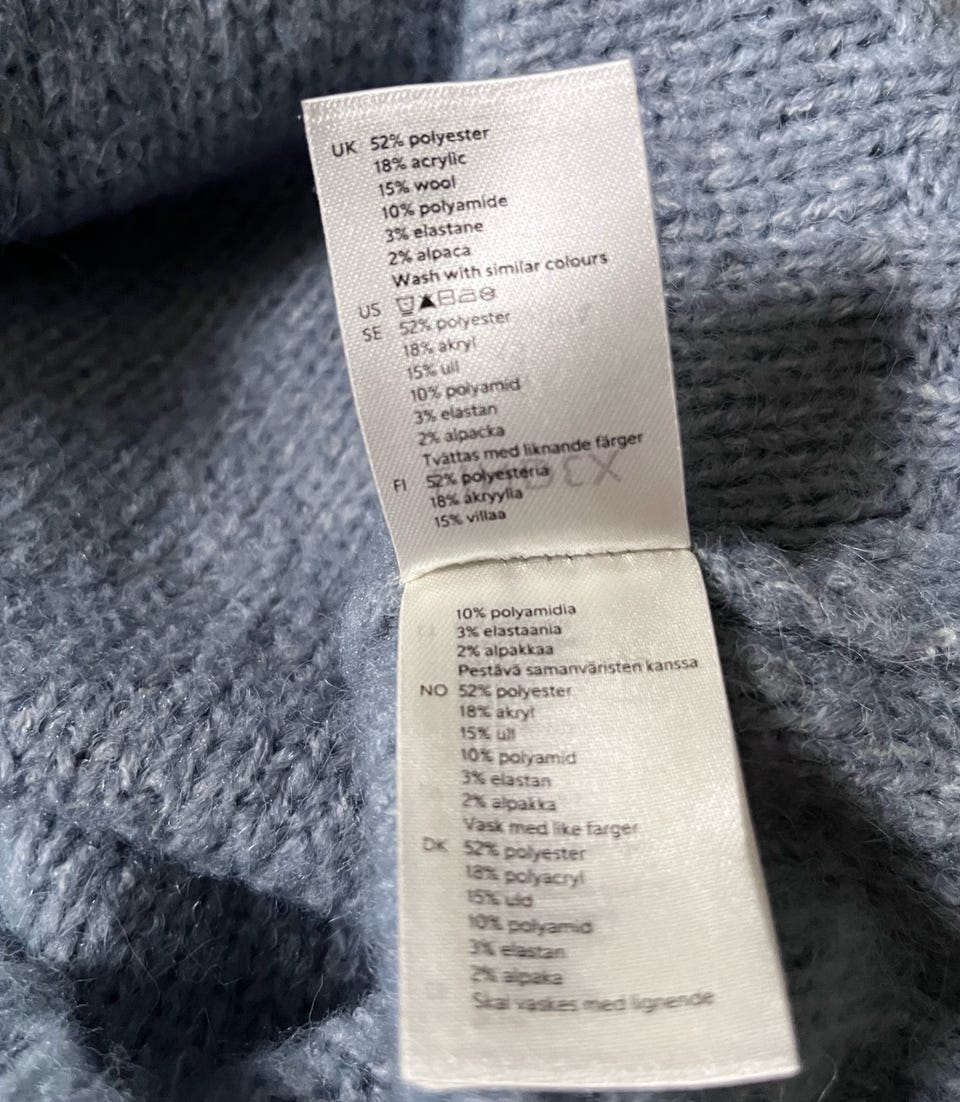 UK 52% polyester
18% acrylic
15% wool
10% polyamide
3% elastane
2% alpaca
Wash with similar colours
US
SE 52% polyester
18% akryl
15% ull
10% polyamid
3% elastan
2% alpacka
Tvättas med liknande färger
FI 52% polyesteria
18% akryylia
15% villaa
10% polyamidia
3% elastaania
2% alpakkaa
Pestävä samanväristen kanssa
NO 52% polyester
18% akryl
15% ull
10% polyamid
3% elastan
2% alpakka
Vask med like farger
DK 52% polyester
18% polyacryl
15% uld
10% polyamid
3% elastan
2% alpaka
Skal vaskes med lignende